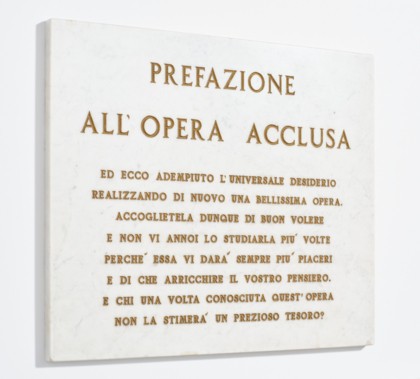 PREFAZIONE
ALL' OPERA ACCLUSA
ED ECCO ADEMPIUTO L'UNIVERSALE DESIDERIO
REALIZZANDO DI NUOVO UNA BELLISSIMA OPERA.
ACCOGLIETELA DUNQUE DI BUON VOLERE
E NON VI ANNOI LO STUDIARLA PIU' VOLTE
PERCHE' ESSA VI DARA' SEMPRE PIU' PIACERI
E DI CHE ARRICCHIRE IL VOSTRO PENSIERO.
E CHI UNA VOLTA CONOSCIUTA QUEST'OPERA
NON LA STIMERA' UN PREZIOSO TESORO?